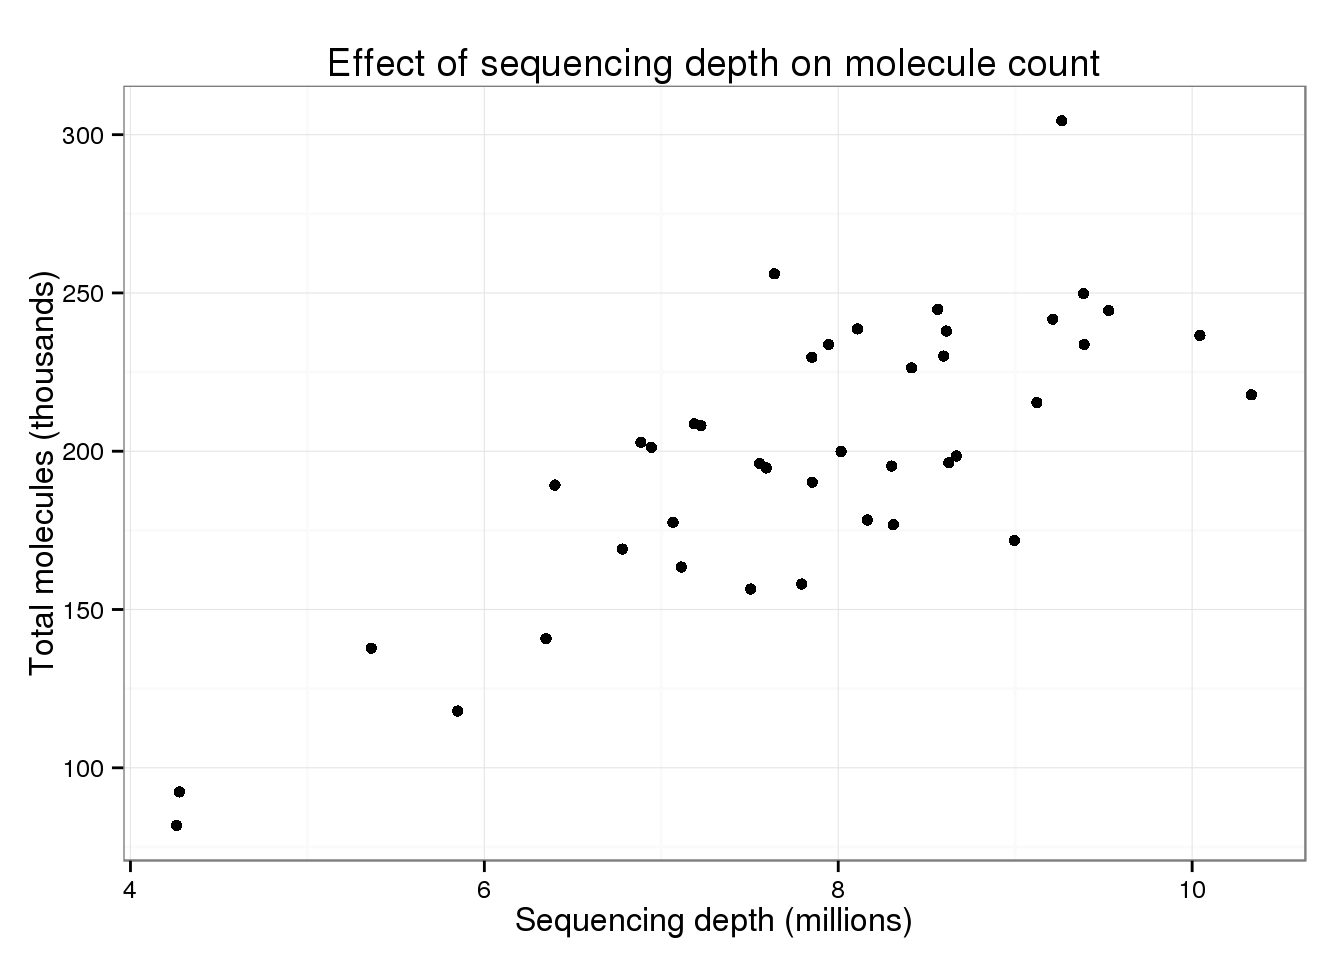 Effect of sequencing depth on molecule count
Total molecules (thousands)
300
250
200
150
100
4 6 8 10
Sequencing depth (millions)